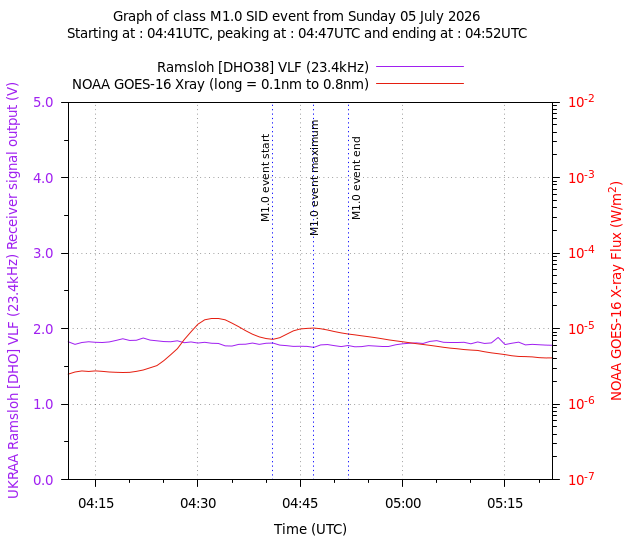 Graph of class M1.0 SID event from Sunday 05 July 2026
Starting at : 04:41UTC, peaking at : 04:47UTC and ending at : 04:52UTC
Ramsloh [DHO38] VLF (23.4kHz)
NOAA GOES-16 Xray (long = 0.1nm to 0.8nm)
UKRAA Ramsloh [DHO] VLF (23.4kHz) Receiver signal output (V)
5.0
4.0
3.0
2.0
1.0
0.0
M1.0 event start
M1.0 event maximum
M1.0 event end
10-2
10-3
10-4
10-5
10-6
10-7
NOAA GOES-16 X-ray Flux (W/m2)
04:15 04:30 04:45 05:00 05:15
Time (UTC)